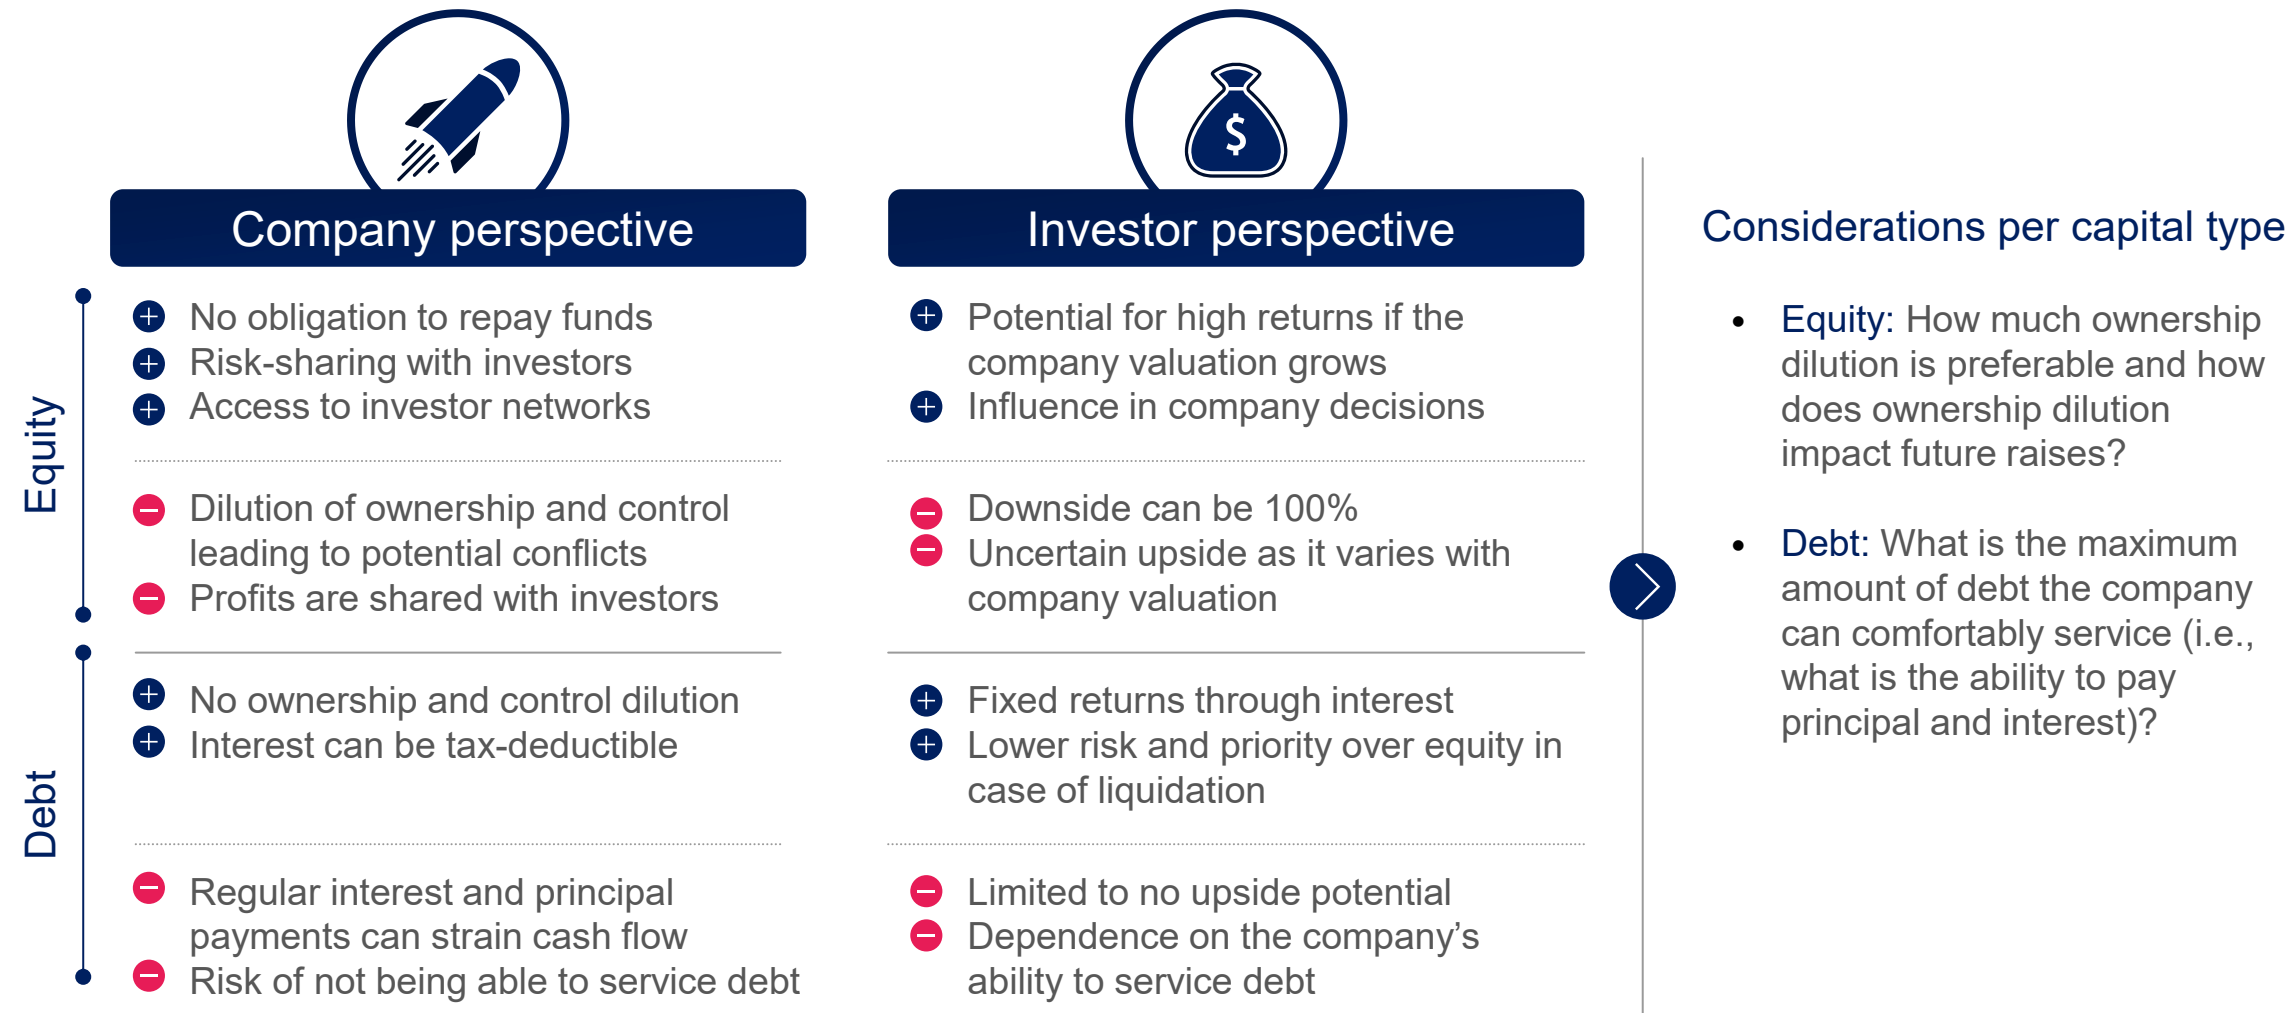 $
Company perspective
Investor perspective
Considerations per capital type
Equity
No obligation to repay funds
Risk-sharing with investors
Access to investor networks
Potential for high returns if the
company valuation grows
Influence in company decisions
Dilution of ownership and control
leading to potential conflicts
Profits are shared with investors
Downside can be 100%
Uncertain upside as it varies with
company valuation
Debt
No ownership and control dilution
Interest can be tax-deductible
Fixed returns through interest
Lower risk and priority over equity in
case of liquidation
Regular interest and principal
payments can strain cash flow
Risk of not being able to service debt
Limited to no upside potential
Dependence on the company’s
ability to service debt
• Equity: How much ownership
dilution is preferable and how
does ownership dilution
impact future raises?
• Debt: What is the maximum
amount of debt the company
can comfortably service (i.e.,
what is the ability to pay
principal and interest)?